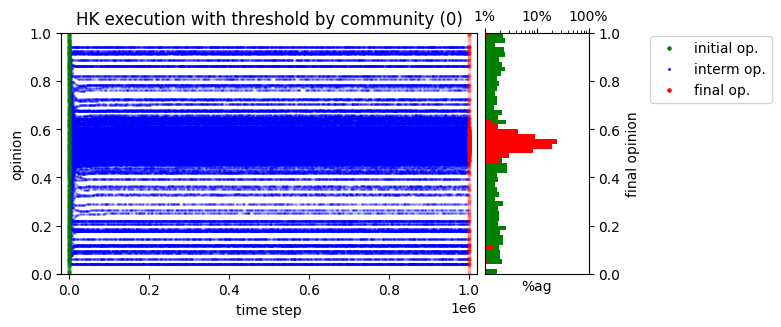 HK execution with threshold by community (0)
1% 10% 100%
1.0 1.0
0.8 0.8
0.6 0.6
0.4 0.4
0.2 0.2
0.0 0.0
opinion
final opinion
0.0 0.2 0.4 0.6 0.8 1.0
1e6
time step
%ag
initial op.
interm op.
final op.